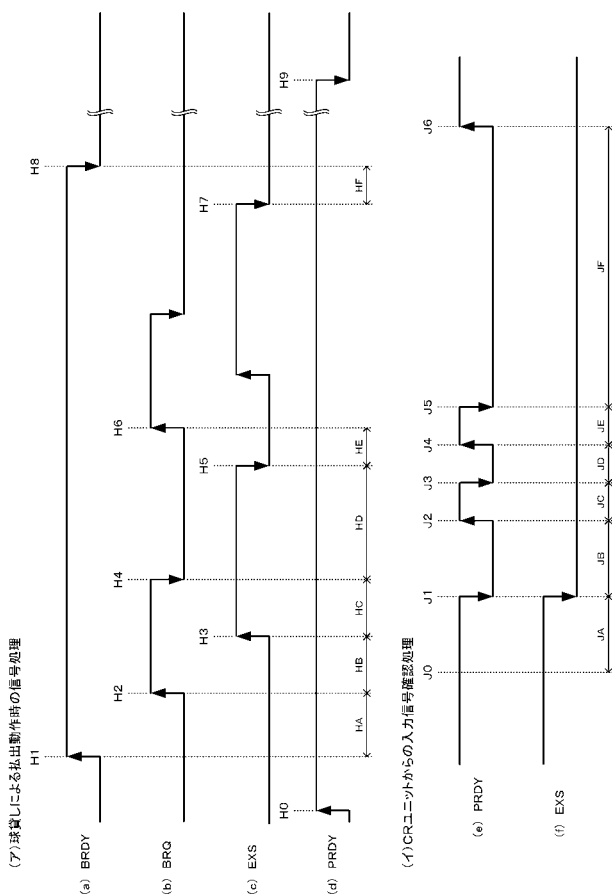 (ア)球貸しによる払出動作時の信号処理
H0 H1 H2 H3 H4 H5 H6 H7 H8 H9
(a) BRDY
(b) BRQ
(c) EXS
(d) PRDY
HA HB HC HD HE HF
(イ)CRユニットからの入力信号確認処理
J0 J1 J2 J3 J4 J5 J6
(e) PRDY
(f) EXS
JA JB JC JD JE JF